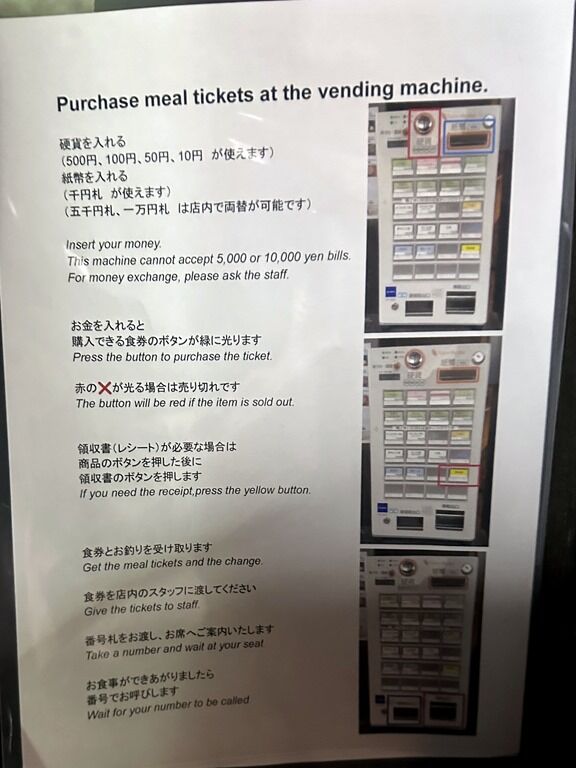 Purchase meal tickets at the vending machine.
硬貨を入れる
(500円、100円、50円、10円 が使えます)
紙幣を入れる
(千円札 が使えます)
(五千円札、一万円札 は店内で両替が可能です)
Insert your money.
This machine cannot accept 5,000 or 10,000 yen bills.
For money exchange, please ask the staff.
お金を入れると
購入できる食券のボタンが緑に光ります
Press the button to purchase the ticket.
赤の❌が光る場合は売り切れです
The button will be red if the item is sold out.
領収書(レシート)が必要な場合は
商品のボタンを押した後に
領収書のボタンを押します
If you need the receipt,press the yellow button.
食券とお釣りを受け取ります
Get the meal tickets and the change.
食券を店内のスタッフに渡してください
Give the tickets to staff.
番号札をお渡し、お席へご案内いたします
Take a number and wait at your seat
お食事ができあがりましたら
番号でお呼びします
Wait for your number to be called
硬貨
紙幣
硬貨
硬貨